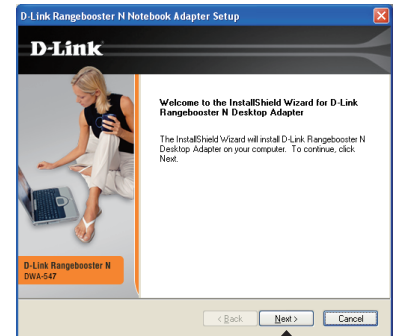 D-Link Rangebooster N Notebook Adapter Setup
D-Link
Welcome to the InstallShield Wizard for D-Link
Rangebooster N Desktop Adapter
The InstallShield Wizard will install D-Link Rangebooster N
Desktop Adapter on your computer. To continue, click
Next.
D-Link Rangebooster N
DWA-547
< Back
Next >
Cancel